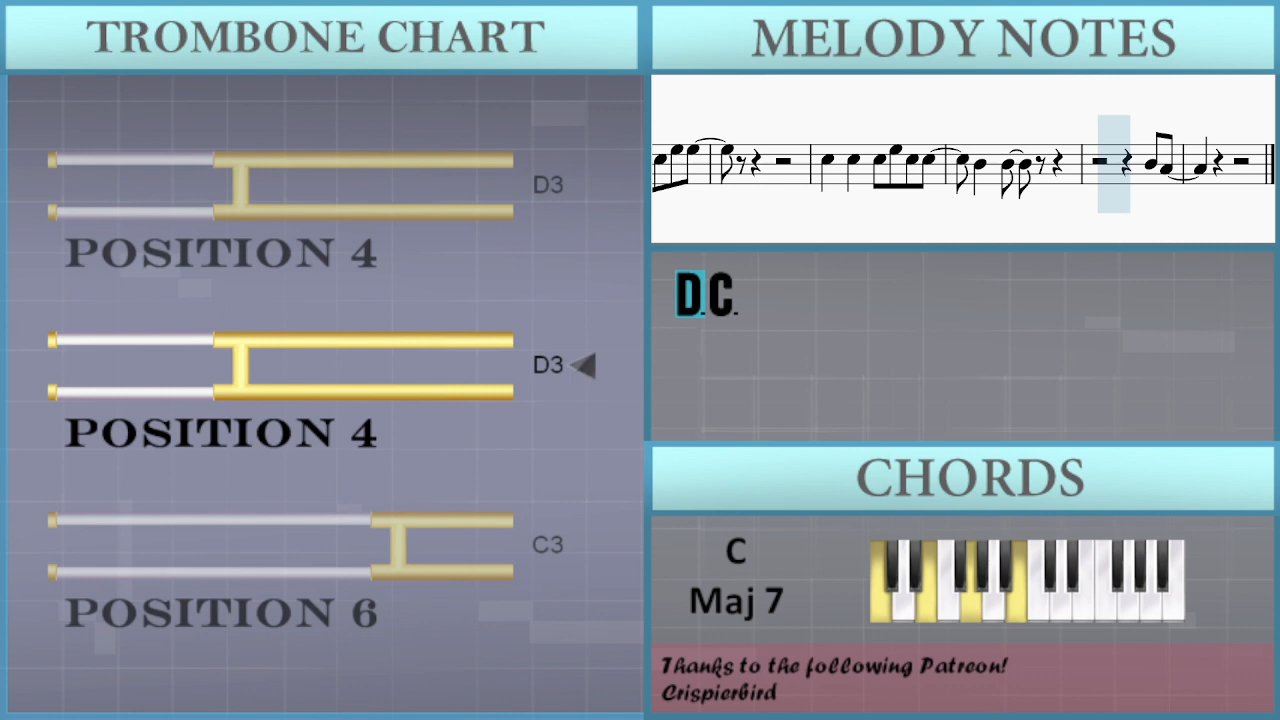 TROMBONE CHART
D3
POSITION 4
D3
POSITION 4
C3
POSITION 6
MELODY NOTES
D.C.
CHORDS
C
Maj 7
Thanks to the following Patreon!
Crispierbird